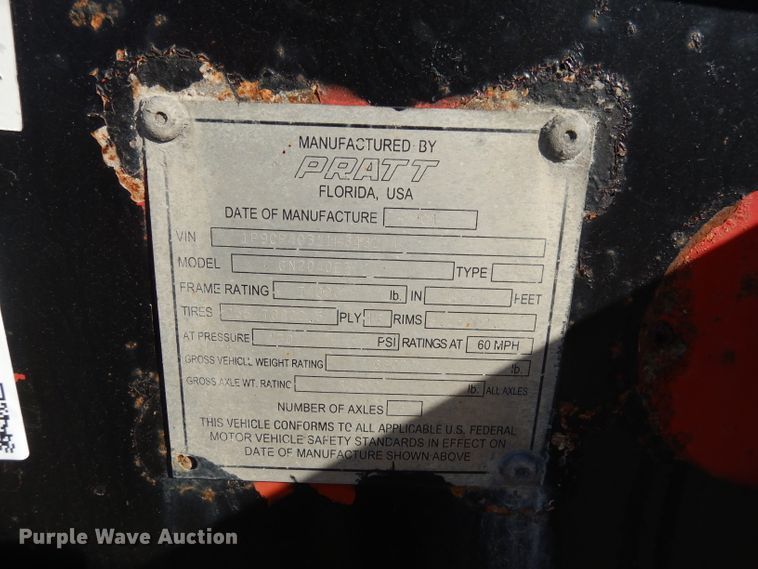 MANUFACTURED BY
PRATT
FLORIDA, USA
DATE OF MANUFACTURE
VIN
MODEL TYPE
FRAME RATING lb. IN FEET
TIRES PLY RIMS
AT PRESSURE PSI RATINGS AT 60 MPH
GROSS VEHICLE WEIGHT RATING lb.
GROSS AXLE WT. RATING lb. ALL AXLES
NUMBER OF AXLES
THIS VEHICLE CONFORMS TO ALL APPLICABLE U.S. FEDERAL
MOTOR VEHICLE SAFETY STANDARDS IN EFFECT ON
DATE OF MANUFACTURE SHOWN ABOVE
Purple Wave Auction